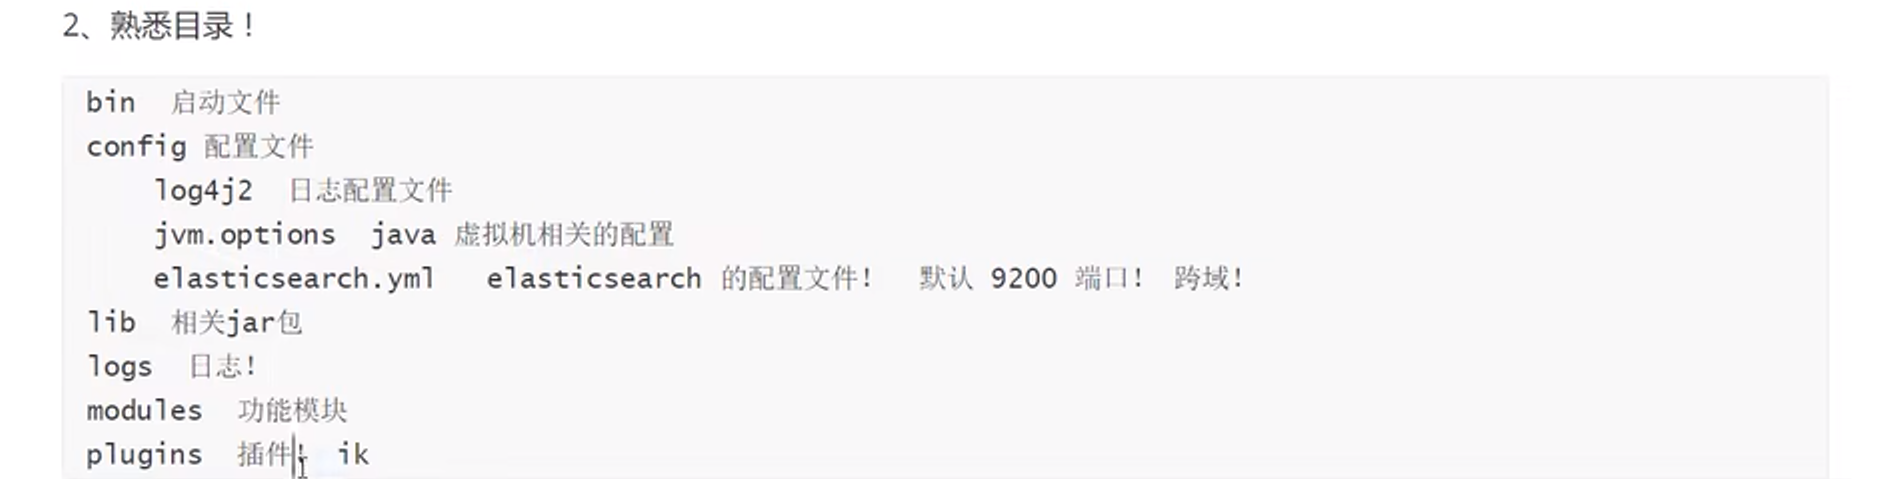 2、熟悉目录！
bin 启动文件
config 配置文件
log4j2 日志配置文件
jvm.options java 虚拟机相关的配置
elasticsearch.yml elasticsearch 的配置文件! 默认 9200 端口! 跨域!
lib 相关jar包
logs 日志!
modules 功能模块
plugins 插件! ik